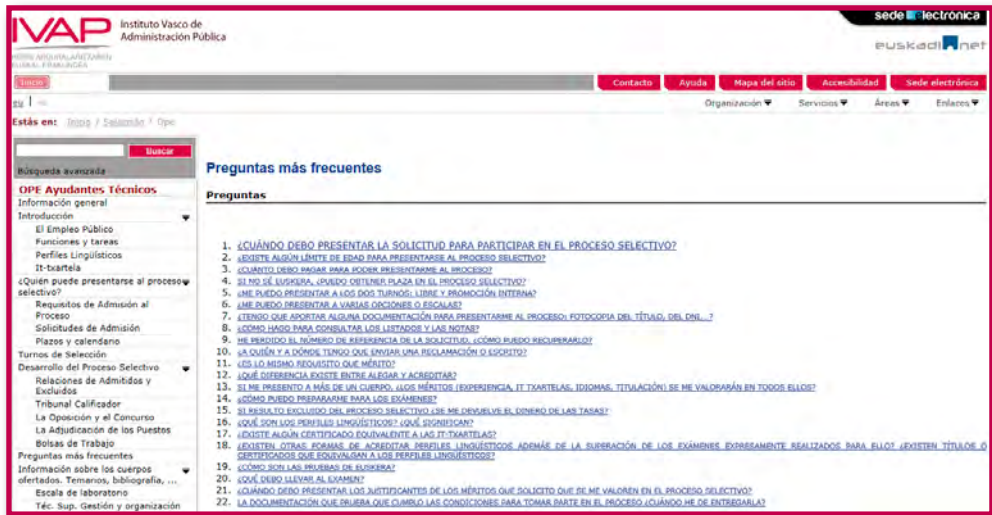 IVAP
Instituto Vasco de
Administración Pública
HERRI ARDURALARITZAREN
EUSKAL ERAKUNDEA
sede electrónica
euskadi.net
Inicio
Contacto Ayuda Mapa del sitio Accesibilidad Sede electrónica
eu |
Organización Servicios Áreas Enlaces
Estás en: Inicio / Selección / Ope
Buscar
Búsqueda avanzada
OPE Ayudantes Técnicos
Información general
Introducción
El Empleo Público
Funciones y tareas
Perfiles Lingüísticos
It-txartela
¿Quién puede presentarse al proceso
selectivo?
Requisitos de Admisión al
Proceso
Solicitudes de Admisión
Plazos y calendario
Turnos de Selección
Desarrollo del Proceso Selectivo
Relaciones de Admitidos y
Excluidos
Tribunal Calificador
La Oposición y el Concurso
La Adjudicación de los Puestos
Bolsas de Trabajo
Preguntas más frecuentes
Información sobre los cuerpos
ofertados. Temarios, bibliografía, ...
Escala de laboratorio
Téc. Sup. Gestión y organización
Preguntas más frecuentes
Preguntas
1. ¿CUÁNDO DEBO PRESENTAR LA SOLICITUD PARA PARTICIPAR EN EL PROCESO SELECTIVO?
2. ¿EXISTE ALGÚN LÍMITE DE EDAD PARA PRESENTARSE AL PROCESO SELECTIVO?
3. ¿CUÁNTO DEBO PAGAR PARA PODER PRESENTARME AL PROCESO?
4. SI NO SÉ EUSKERA, ¿PUEDO OBTENER PLAZA EN EL PROCESO SELECTIVO?
5. ¿ME PUEDO PRESENTAR A LOS DOS TURNOS: LIBRE Y PROMOCIÓN INTERNA?
6. ¿ME PUEDO PRESENTAR A VARIAS OPCIONES O ESCALAS?
7. ¿TENGO QUE APORTAR ALGUNA DOCUMENTACIÓN PARA PRESENTARME AL PROCESO: FOTOCOPIA DEL TÍTULO, DEL DNI...?
8. ¿CÓMO HAGO PARA CONSULTAR LOS LISTADOS Y LAS NOTAS?
9. HE PERDIDO EL NÚMERO DE REFERENCIA DE LA SOLICITUD. ¿CÓMO PUEDO RECUPERARLO?
10. ¿A QUIÉN Y A DÓNDE TENGO QUE ENVIAR UNA RECLAMACIÓN O ESCRITO?
11. ¿ES LO MISMO REQUISITO QUE MÉRITO?
12. ¿QUÉ DIFERENCIA EXISTE ENTRE ALEGAR Y ACREDITAR?
13. SI ME PRESENTO A MÁS DE UN CUERPO, ¿LOS MÉRITOS (EXPERIENCIA, IT TXARTELAS, IDIOMAS, TITULACIÓN) SE ME VALORARÁN EN TODOS ELLOS?
14. ¿CÓMO PUEDO PREPARARME PARA LOS EXÁMENES?
15. SI RESULTO EXCLUIDO DEL PROCESO SELECTIVO ¿SE ME DEVUELVE EL DINERO DE LAS TASAS?
16. ¿QUÉ SON LOS PERFILES LINGÜÍSTICOS? ¿QUÉ SIGNIFICAN?
17. ¿EXISTE ALGÚN CERTIFICADO EQUIVALENTE A LAS IT-TXARTELAS?
18. ¿EXISTEN OTRAS FORMAS DE ACREDITAR PERFILES LINGÜÍSTICOS ADEMÁS DE LA SUPERACIÓN DE LOS EXÁMENES EXPRESAMENTE REALIZADOS PARA ELLO? ¿EXISTEN TÍTULOS O
CERTIFICADOS QUE EQUIVALGAN A LOS PERFILES LINGÜÍSTICOS?
19. ¿CÓMO SON LAS PRUEBAS DE EUSKERA?
20. ¿QUÉ DEBO LLEVAR AL EXAMEN?
21. ¿CUÁNDO DEBO PRESENTAR LOS JUSTIFICANTES DE LOS MÉRITOS QUE SOLICITO QUE SE ME VALOREN EN EL PROCESO SELECTIVO?
22. LA DOCUMENTACIÓN QUE PRUEBA QUE CUMPLO LAS CONDICIONES PARA TOMAR PARTE EN EL PROCESO ¿CUÁNDO HE DE ENTREGARLA?